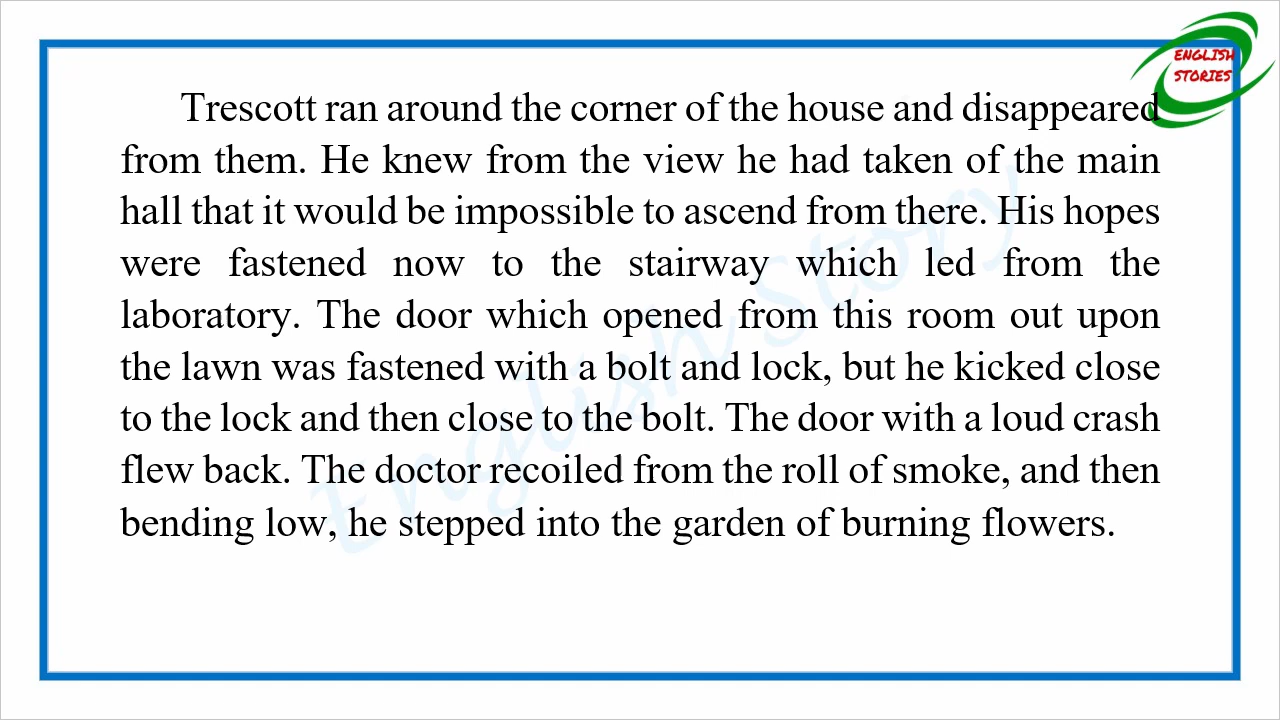 ENGLISH
STORIES
Trescott ran around the corner of the house and disappeared
from them. He knew from the view he had taken of the main
hall that it would be impossible to ascend from there. His hopes
were fastened now to the stairway which led from the
laboratory. The door which opened from this room out upon
the lawn was fastened with a bolt and lock, but he kicked close
to the lock and then close to the bolt. The door with a loud crash
flew back. The doctor recoiled from the roll of smoke, and then
bending low, he stepped into the garden of burning flowers.
English Story